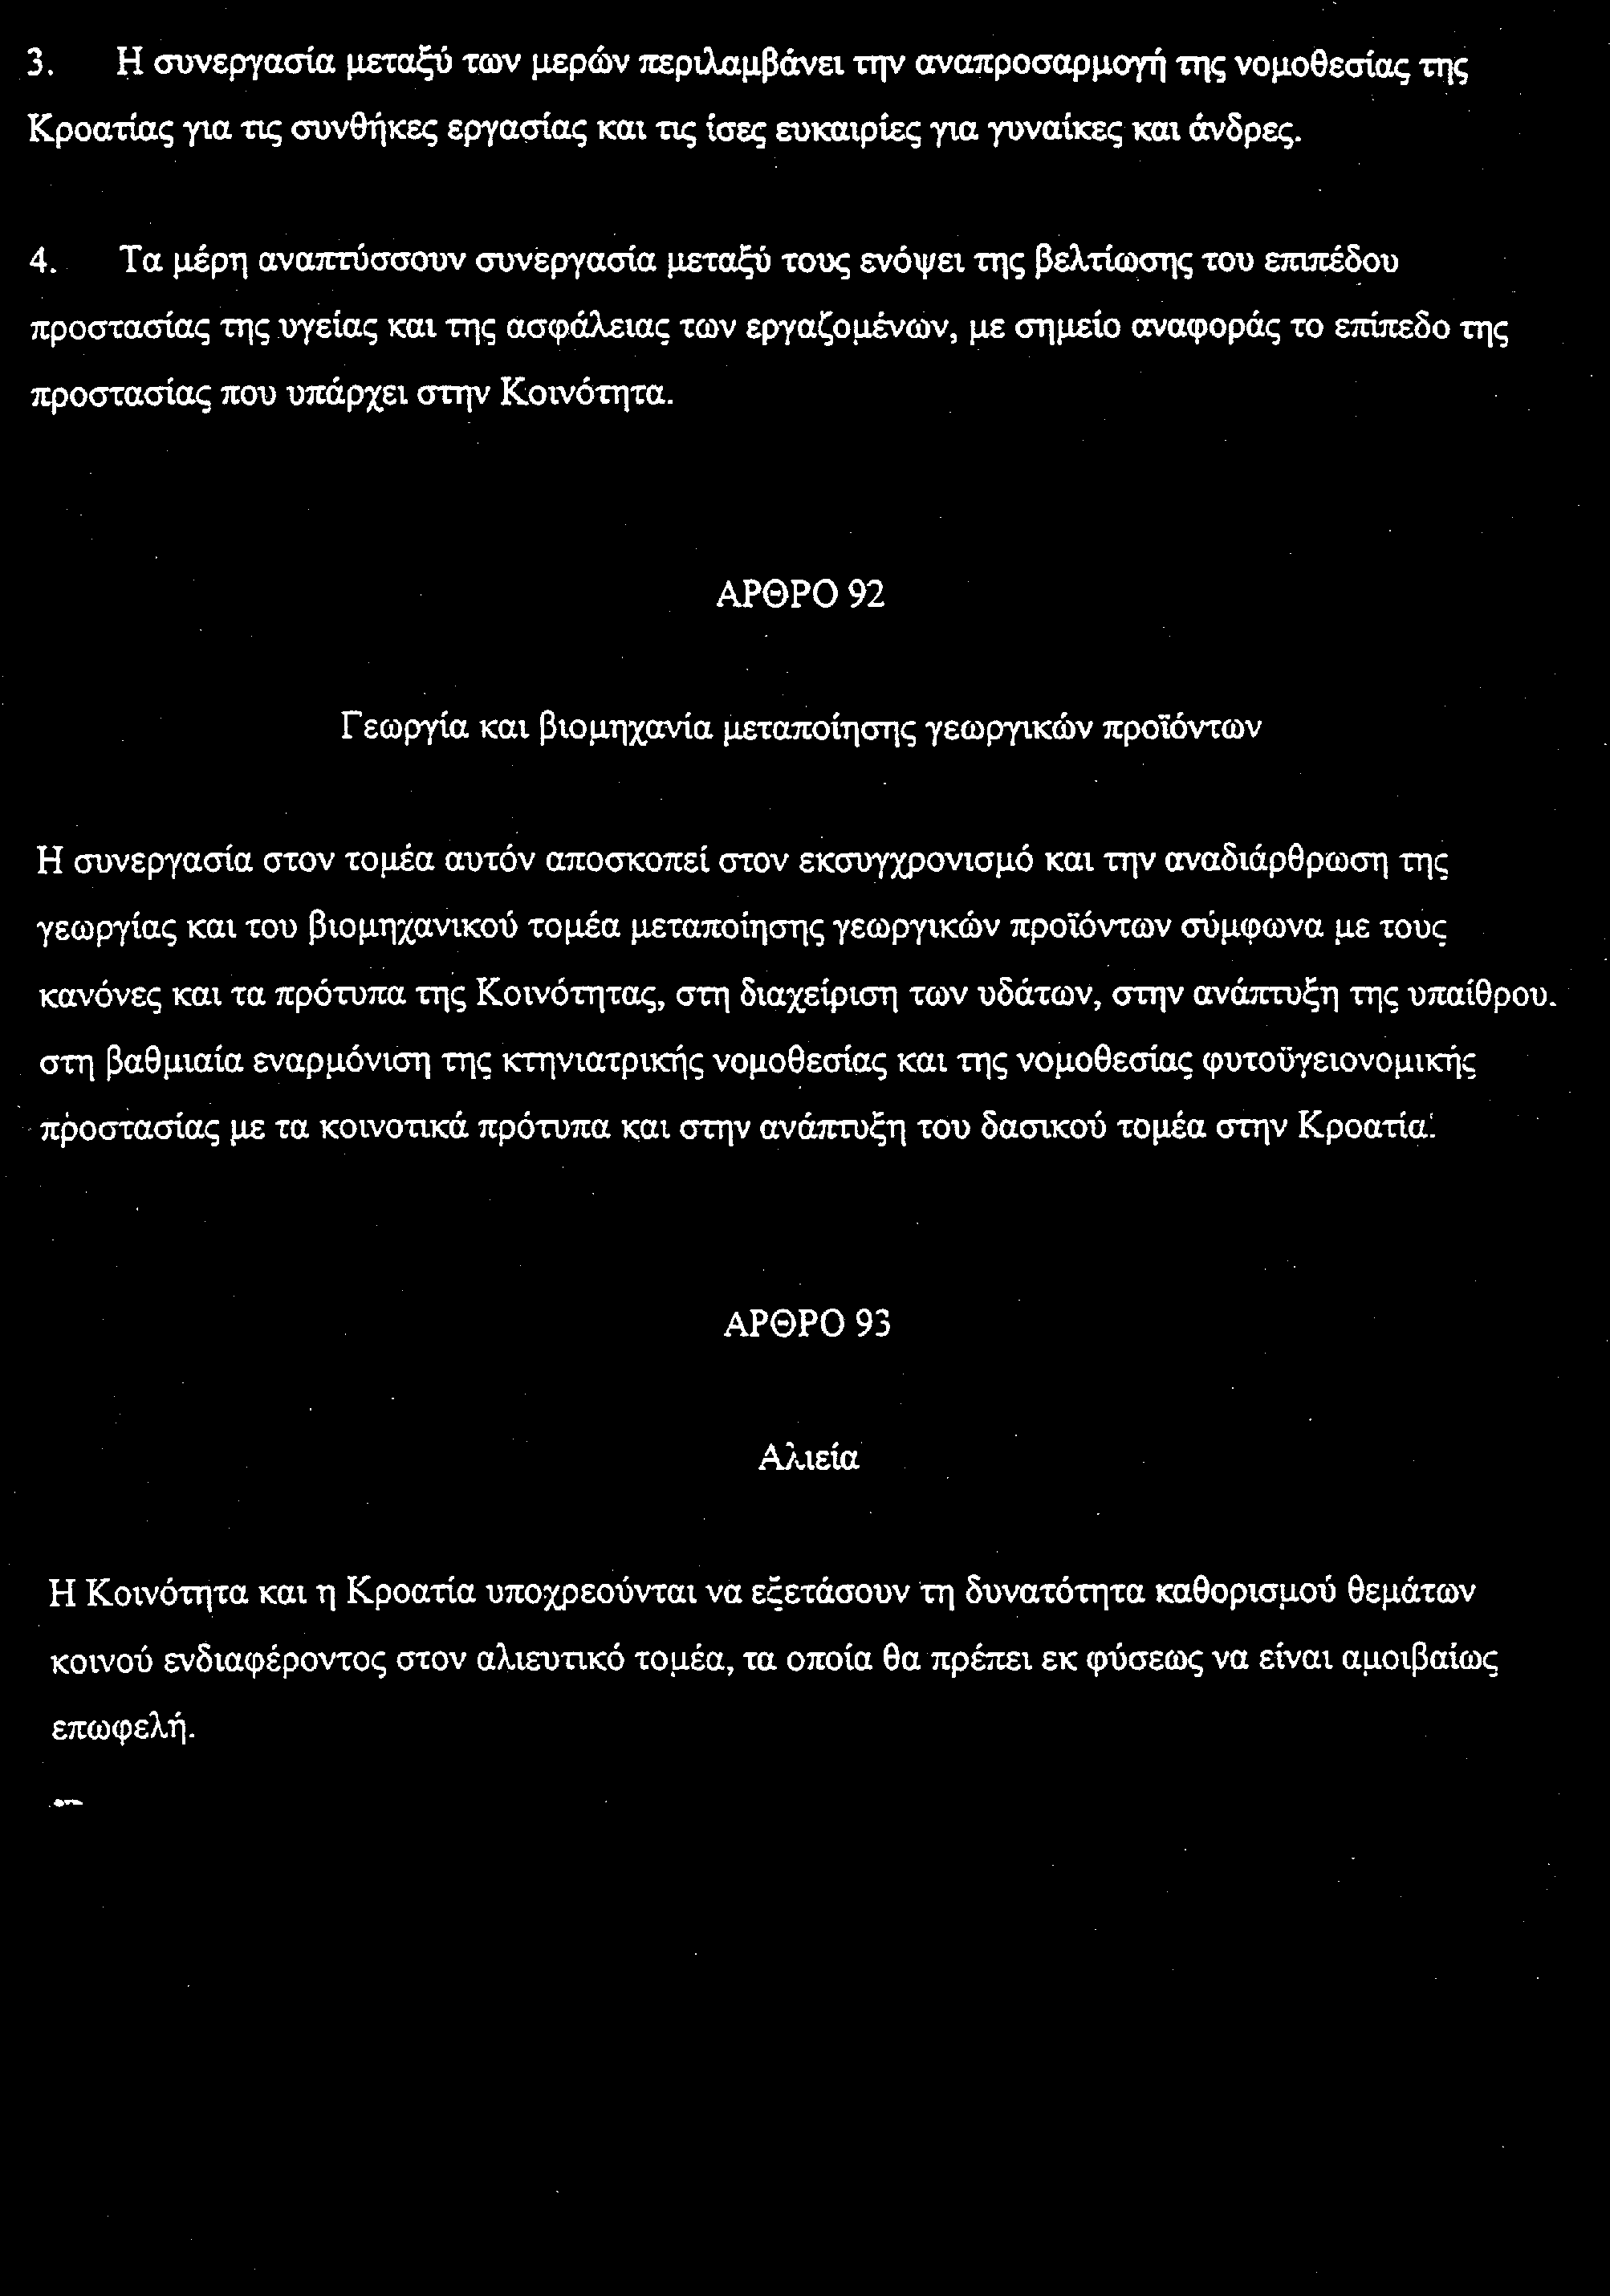 3. Η συνεργασία μεταξύ των μερών περιλαμβάνει την αναπροσαρμογή της νομοθεσίας της
Κροατίας για τις συνθήκες εργασίας και τις ίσες ευκαιρίες για γυναίκες και άνδρες.
4. Τα μέρη αναπτύσσουν συνεργασία μεταξύ τους ενόψει της βελτίωσης του επιπέδου
προστασίας της υγείας και της ασφάλειας των εργαζομένων, με σημείο αναφοράς το επίπεδο της
προστασίας που υπάρχει στην Κοινότητα.
ΑΡΘΡΟ 92
Γεωργία και βιομηχανία μεταποίησης γεωργικών προϊόντων
Η συνεργασία στον τομέα αυτόν αποσκοπεί στον εκσυγχρονισμό και την αναδιάρθρωση της
γεωργίας και του βιομηχανικού τομέα μεταποίησης γεωργικών προϊόντων σύμφωνα με τους
κανόνες και τα πρότυπα της Κοινότητας, στη διαχείριση των υδάτων, στην ανάπτυξη της υπαίθρου.
στη βαθμιαία εναρμόνιση της κτηνιατρικής νομοθεσίας και της νομοθεσίας φυτοϋγειονομικής
προστασίας με τα κοινοτικά πρότυπα και στην ανάπτυξη του δασικού τομέα στην Κροατία.
ΑΡΘΡΟ 93
Αλιεία
Η Κοινότητα και η Κροατία υποχρεούνται να εξετάσουν τη δυνατότητα καθορισμού θεμάτων
κοινού ενδιαφέροντος στον αλιευτικό τομέα, τα οποία θα πρέπει εκ φύσεως να είναι αμοιβαίως
επωφελή.